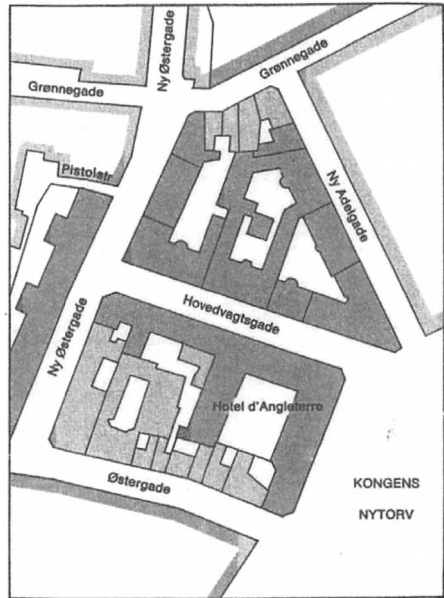 Ny Østergade
Grønnegade
Grønnegade
Pistolstr.
Ny Adelgade
Hovedvagtsgade
Ny Østergade
Hotel d'Angleterre
Østergade
KONGENS
NYTORV